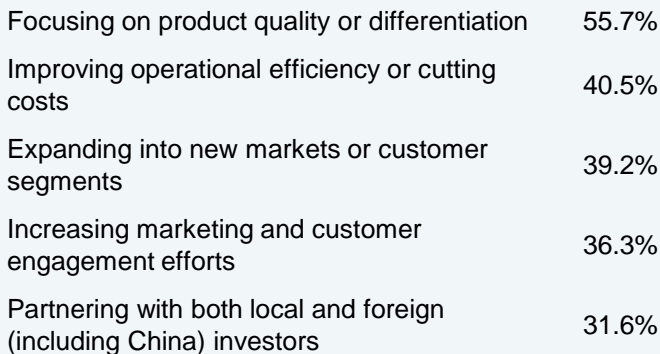 Focusing on product quality or differentiation 55.7%
Improving operational efficiency or cutting
costs
40.5%
Expanding into new markets or customer
segments
39.2%
Increasing marketing and customer
engagement efforts
36.3%
Partnering with both local and foreign
(including China) investors
31.6%